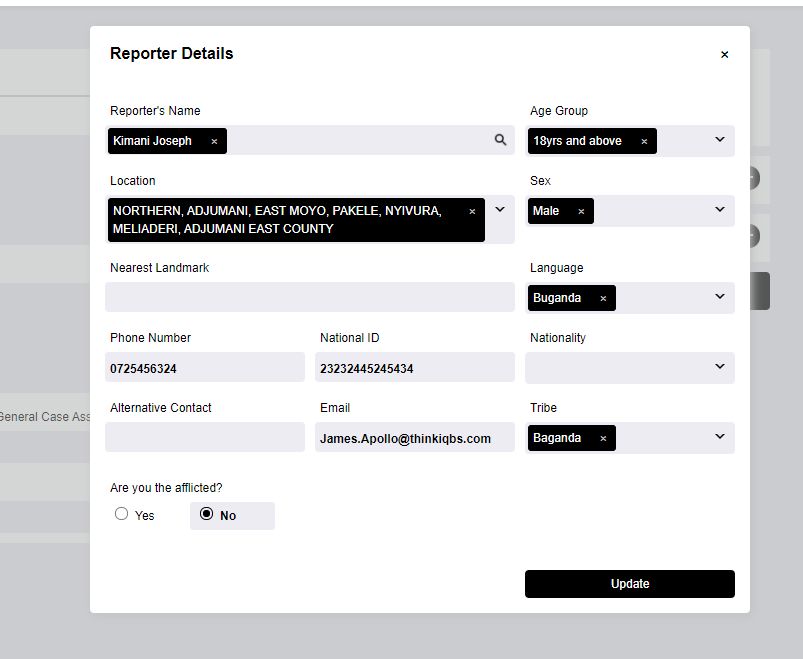 Reporter Details
×
Reporter's Name
Age Group
Kimani Joseph ×
18yrs and above ×
Location
Sex
NORTHERN, ADJUMANI, EAST MOYO, PAKELE, NYIVURA, ×
MELIADERI, ADJUMANI EAST COUNTY
Male ×
Nearest Landmark
Language
Buganda ×
Phone Number
National ID
Nationality
0725456324
23232445245434
General Case Ass
Alternative Contact
Email
Tribe
James.Apollo@thinkiqbs.com
Baganda ×
Are you the afflicted?
Yes
No
Update